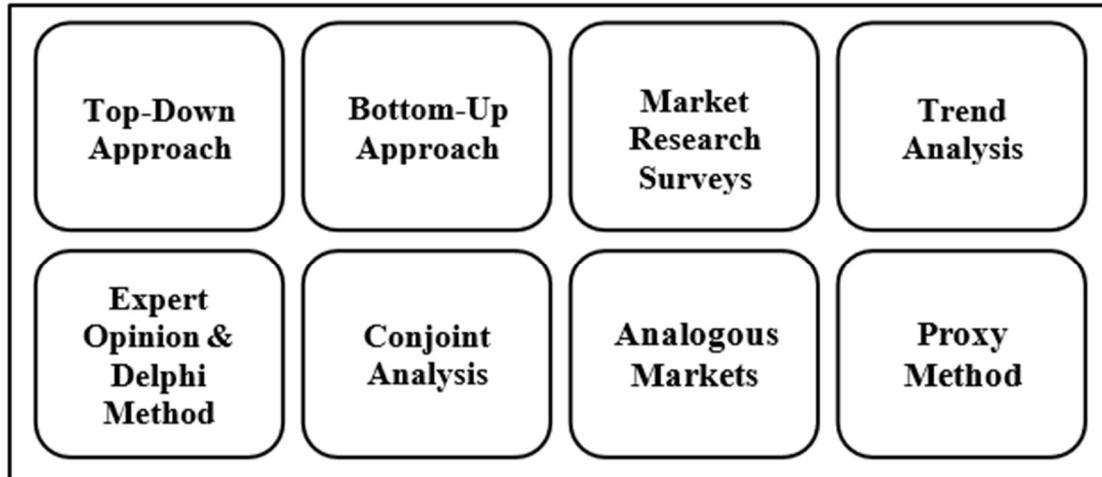 Top-Down
Approach
Bottom-Up
Approach
Market
Research
Surveys
Trend
Analysis
Expert
Opinion &
Delphi
Method
Conjoint
Analysis
Analogous
Markets
Proxy
Method